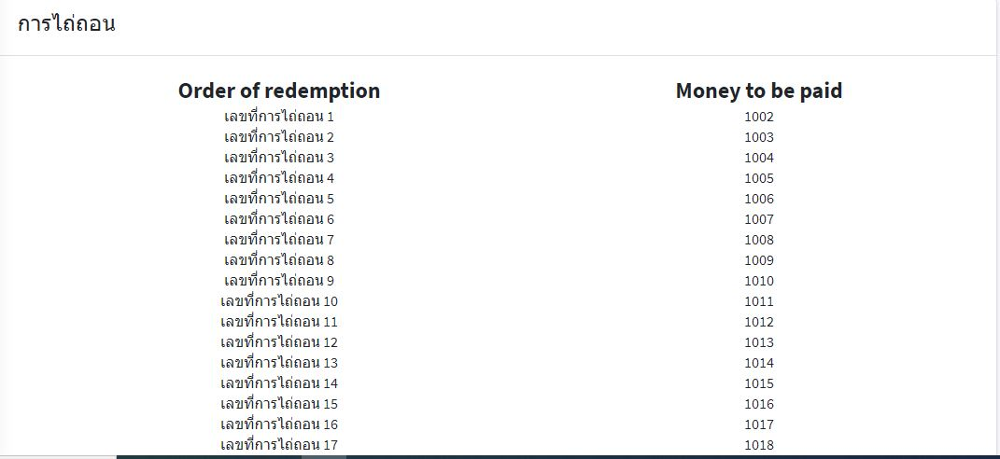 การไถ่ถอน
Order of redemption Money to be paid
เลขที่การไถ่ถอน 1 1002
เลขที่การไถ่ถอน 2 1003
เลขที่การไถ่ถอน 3 1004
เลขที่การไถ่ถอน 4 1005
เลขที่การไถ่ถอน 5 1006
เลขที่การไถ่ถอน 6 1007
เลขที่การไถ่ถอน 7 1008
เลขที่การไถ่ถอน 8 1009
เลขที่การไถ่ถอน 9 1010
เลขที่การไถ่ถอน 10 1011
เลขที่การไถ่ถอน 11 1012
เลขที่การไถ่ถอน 12 1013
เลขที่การไถ่ถอน 13 1014
เลขที่การไถ่ถอน 14 1015
เลขที่การไถ่ถอน 15 1016
เลขที่การไถ่ถอน 16 1017
เลขที่การไถ่ถอน 17 1018